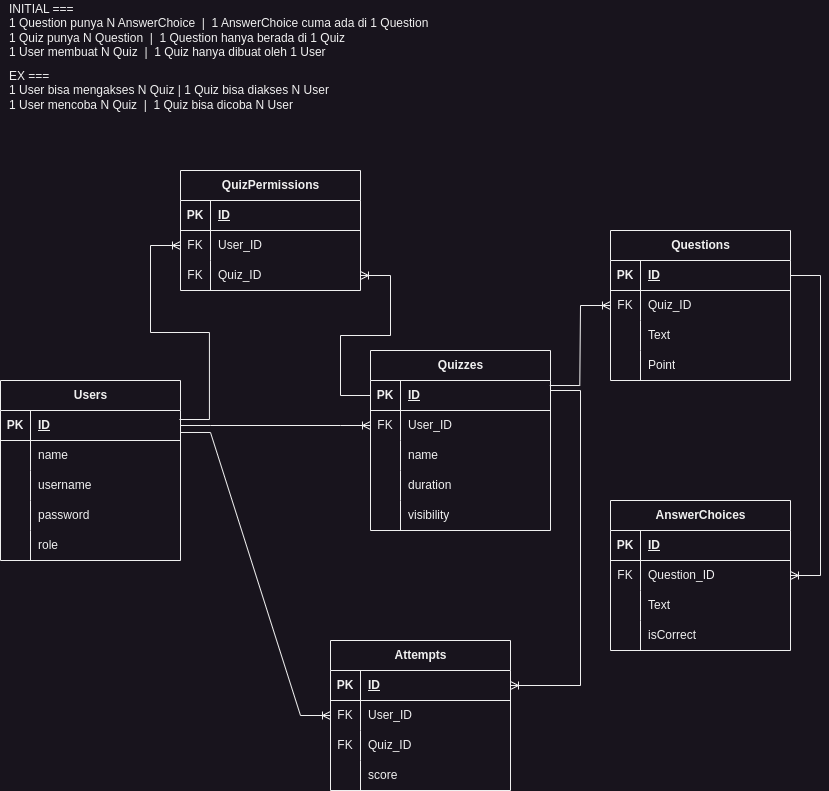 INITIAL ===
1 Question punya N AnswerChoice | 1 AnswerChoice cuma ada di 1 Question
1 Quiz punya N Question | 1 Question hanya berada di 1 Quiz
1 User membuat N Quiz | 1 Quiz hanya dibuat oleh 1 User
EX ===
1 User bisa mengakses N Quiz | 1 Quiz bisa diakses N User
1 User mencoba N Quiz | 1 Quiz bisa dicoba N User
QuizPermissions
PK ID
FK User_ID
FK Quiz_ID
Questions
PK ID
FK Quiz_ID
Text
Point
Quizzes
PK ID
FK User_ID
name
duration
visibility
Users
PK ID
name
username
password
role
AnswerChoices
PK ID
FK Question_ID
Text
isCorrect
Attempts
PK ID
FK User_ID
FK Quiz_ID
score